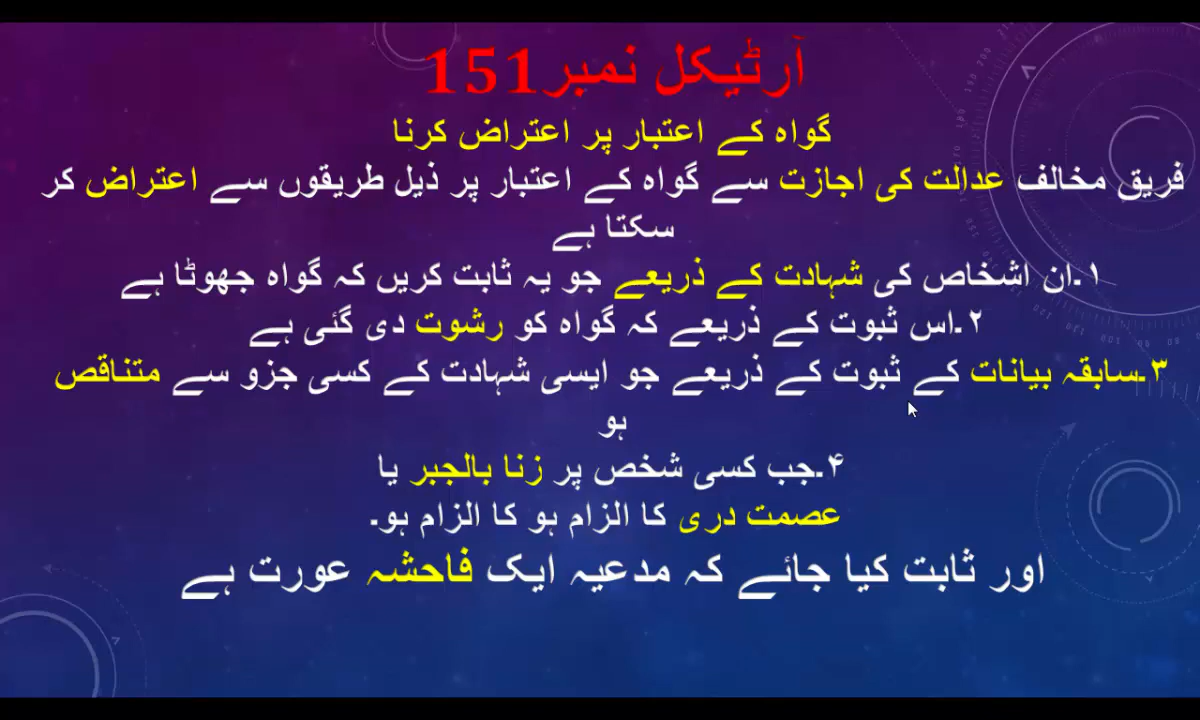 آرٹیکل نمبر151
گواہ کے اعتبار پر اعتراض کرنا
فریق مخالف عدالت کی اجازت سے گواہ کے اعتبار پر ذیل طریقوں سے اعتراض کر
سکتا ہے
۱۔ان اشخاص کی شہادت کے ذریعے جو یہ ثابت کریں کہ گواہ جھوٹا ہے
۲۔اس ثبوت کے ذریعے کہ گواہ کو رشوت دی گئی ہے
۳۔سابقہ بیانات کے ثبوت کے ذریعے جو ایسی شہادت کے کسی جزو سے متناقص
ہو
۴۔جب کسی شخص پر زنا بالجبر یا
عصمت دری کا الزام ہو کا الزام ہو۔
اور ثابت کیا جائے کہ مدعیہ ایک فاحشہ عورت ہے